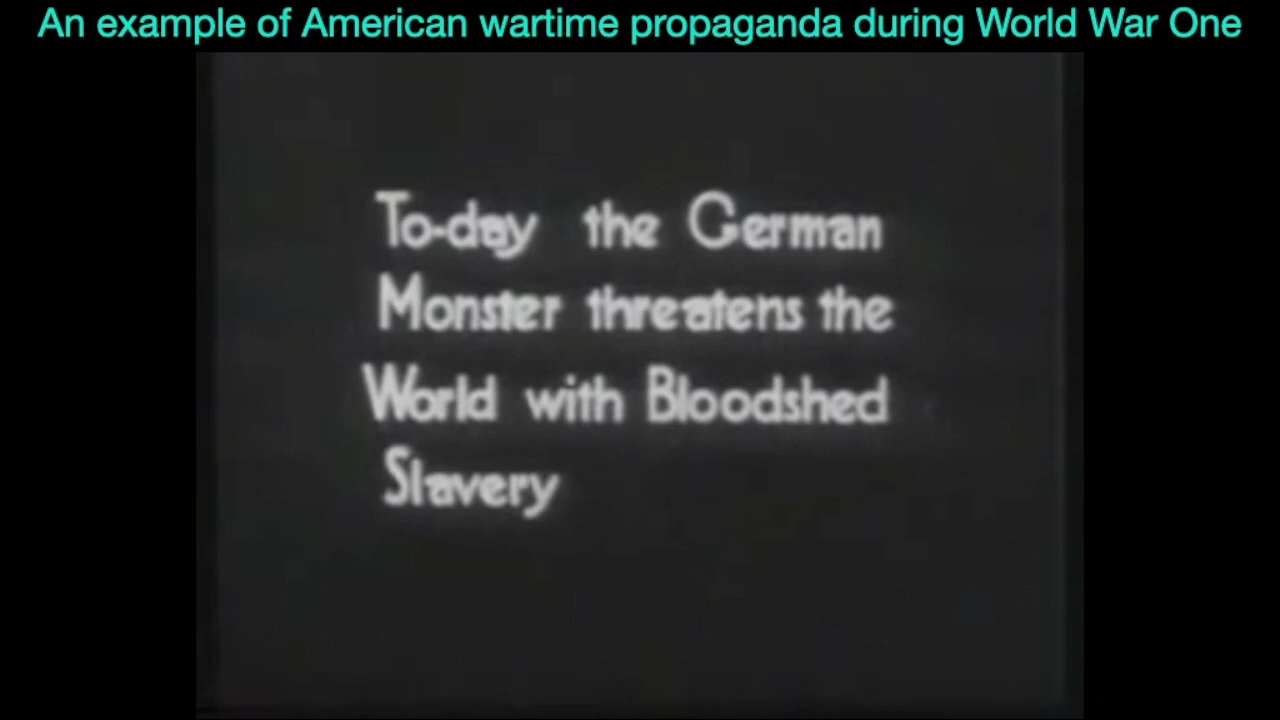 An example of American wartime propaganda during World War One
To-day the German
Monster threatens the
World with Bloodshed
Slavery